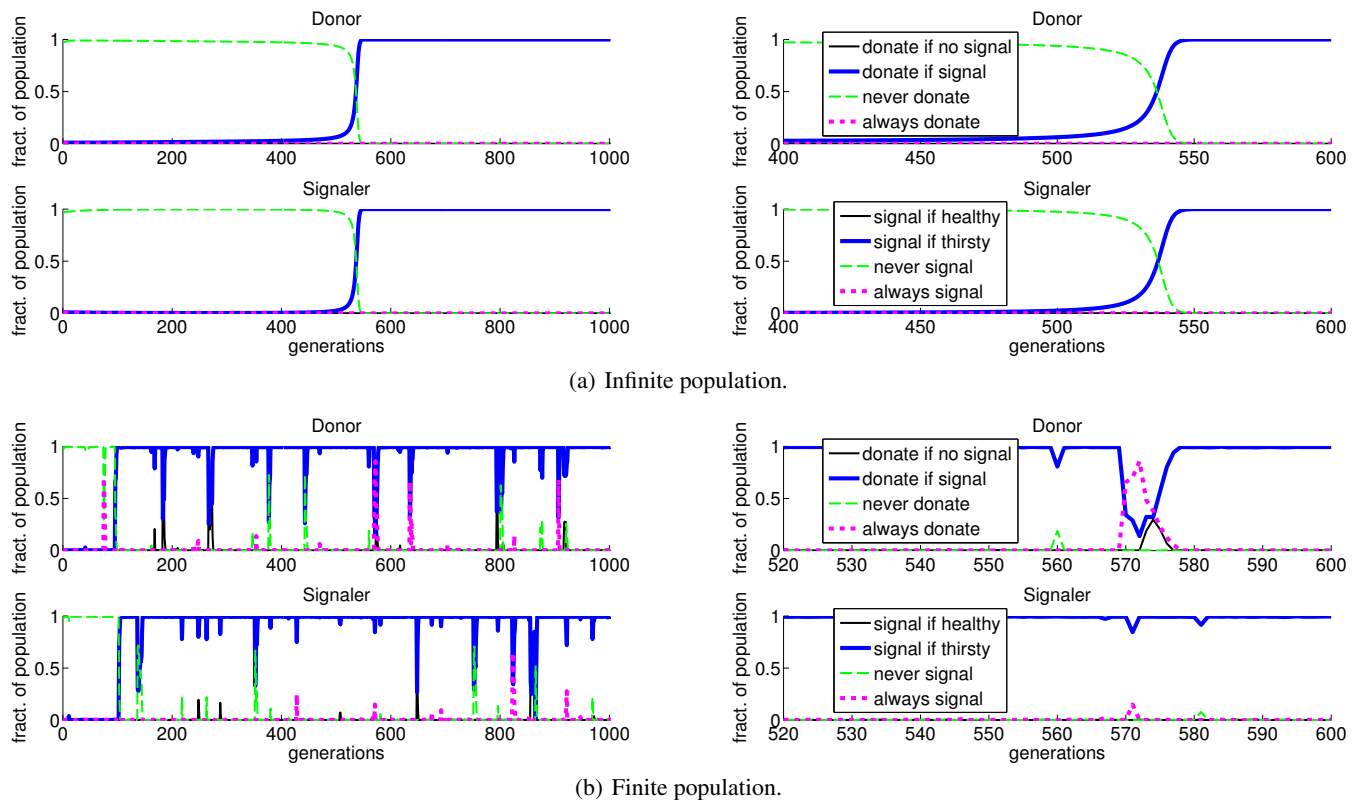 Donor
fract. of population
1
0.5
0
0 200 400 600 800 1000
Donor
fract. of population
1
0.5
0
donate if no signal
donate if signal
never donate
always donate
400 450 500 550 600
Signaler
fract. of population
1
0.5
0
0 200 400 600 800 1000
generations
Signaler
fract. of population
1
0.5
0
signal if healthy
signal if thirsty
never signal
always signal
400 450 500 550 600
generations
(a) Infinite population.
Donor
fract. of population
1
0.5
0
0 200 400 600 800 1000
Donor
fract. of population
1
0.5
0
donate if no signal
donate if signal
never donate
always donate
520 530 540 550 560 570 580 590 600
Signaler
fract. of population
1
0.5
0
0 200 400 600 800 1000
generations
Signaler
fract. of population
1
0.5
0
signal if healthy
signal if thirsty
never signal
always signal
520 530 540 550 560 570 580 590 600
generations
(b) Finite population.